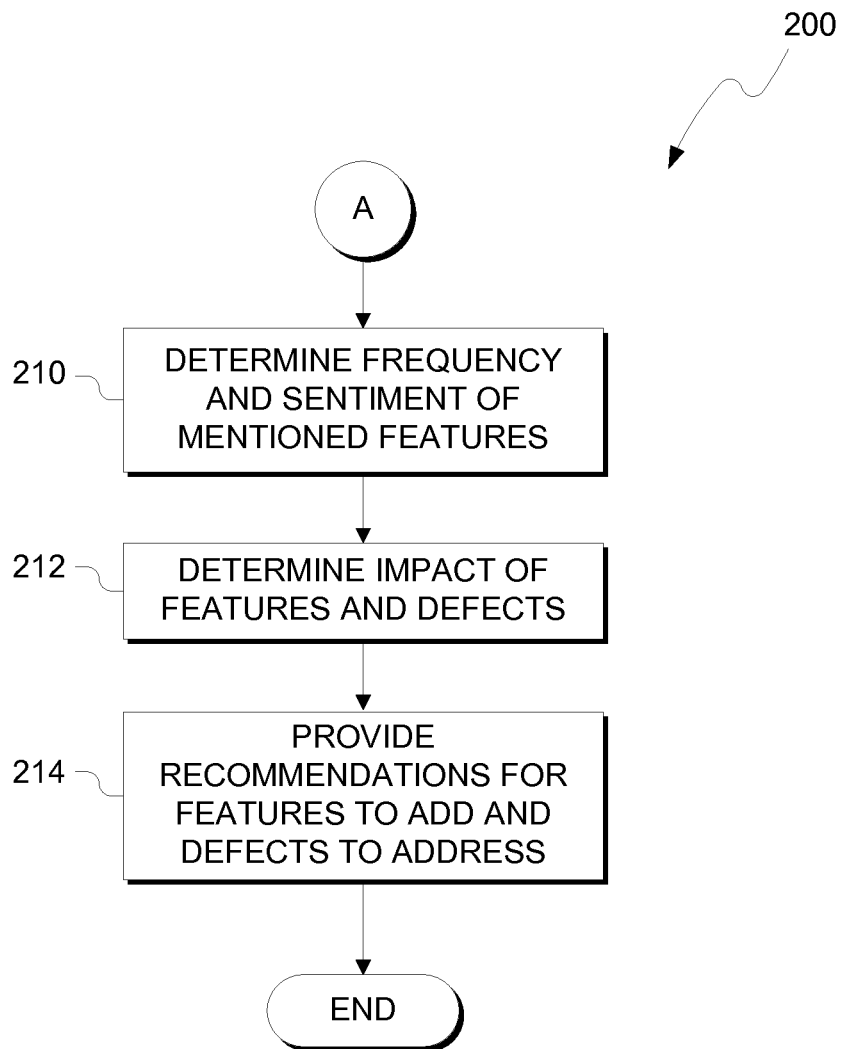 200
A
210
DETERMINE FREQUENCY
AND SENTIMENT OF
MENTIONED FEATURES
212
DETERMINE IMPACT OF
FEATURES AND DEFECTS
214
PROVIDE
RECOMMENDATIONS FOR
FEATURES TO ADD AND
DEFECTS TO ADDRESS
END